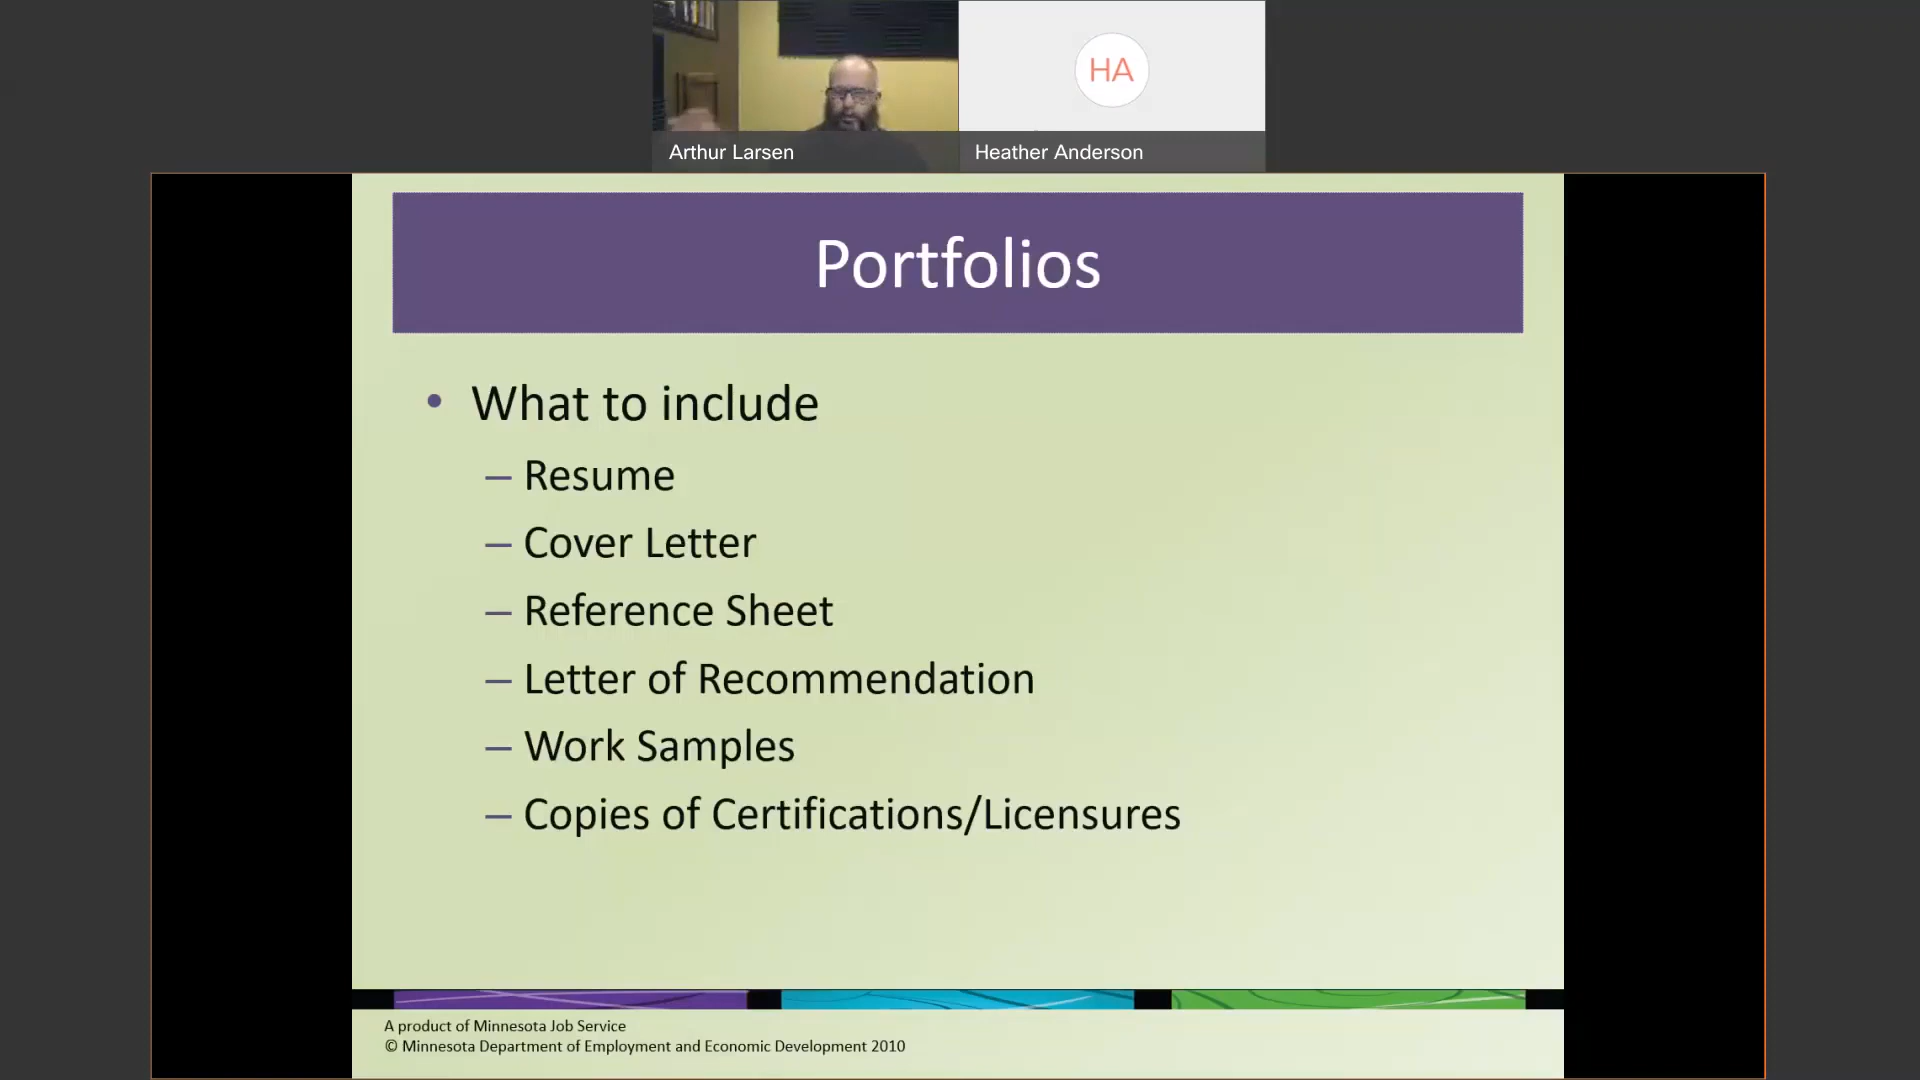 HA
Arthur Larsen
Heather Anderson
Portfolios
• What to include
– Resume
– Cover Letter
– Reference Sheet
– Letter of Recommendation
– Work Samples
– Copies of Certifications/Licensures
A product of Minnesota Job Service
© Minnesota Department of Employment and Economic Development 2010